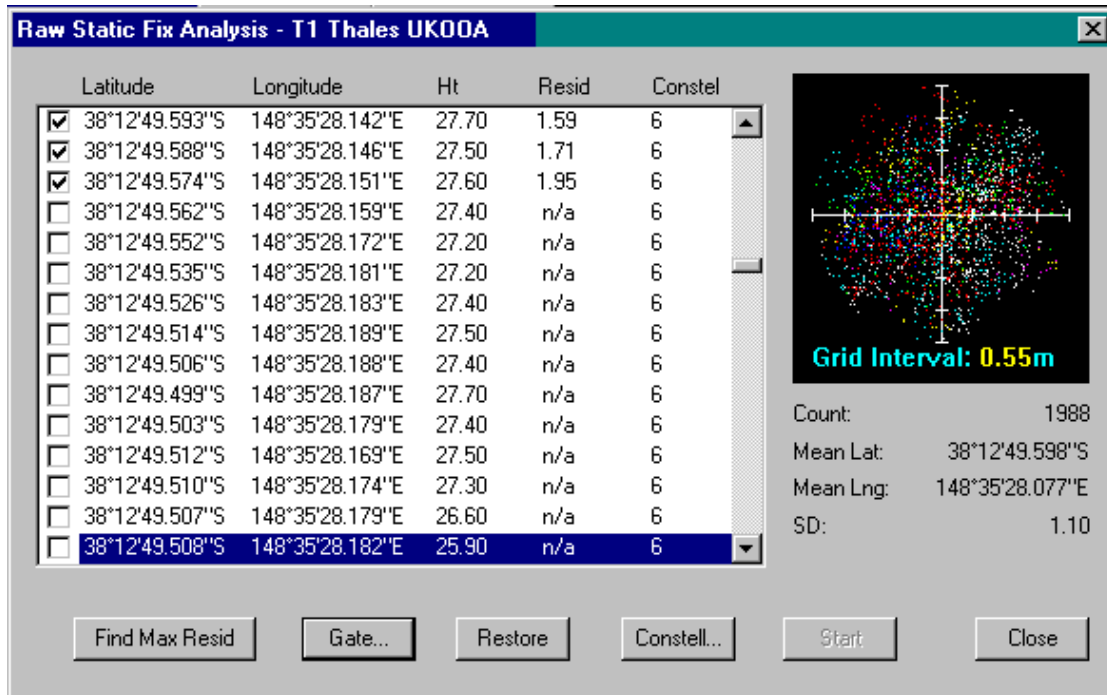 Raw Static Fix Analysis - T1 Thales UKOOA
Latitude Longitude Ht Resid Constel
38°12'49.593"S 148°35'28.142"E 27.70 1.59 6
38°12'49.588"S 148°35'28.146"E 27.50 1.71 6
38°12'49.574"S 148°35'28.151"E 27.60 1.95 6
38°12'49.562"S 148°35'28.159"E 27.40 n/a 6
38°12'49.552"S 148°35'28.172"E 27.20 n/a 6
38°12'49.535"S 148°35'28.181"E 27.20 n/a 6
38°12'49.526"S 148°35'28.183"E 27.40 n/a 6
38°12'49.514"S 148°35'28.189"E 27.50 n/a 6
38°12'49.506"S 148°35'28.188"E 27.40 n/a 6
38°12'49.499"S 148°35'28.187"E 27.70 n/a 6
38°12'49.503"S 148°35'28.179"E 27.40 n/a 6
38°12'49.512"S 148°35'28.169"E 27.50 n/a 6
38°12'49.510"S 148°35'28.174"E 27.30 n/a 6
38°12'49.507"S 148°35'28.179"E 26.60 n/a 6
38°12'49.508"S 148°35'28.182"E 25.90 n/a 6
Grid Interval: 0.55m
Count: 1988
Mean Lat: 38°12'49.598"S
Mean Lng: 148°35'28.077"E
SD: 1.10
Find Max Resid Gate... Restore Constell... Start Close